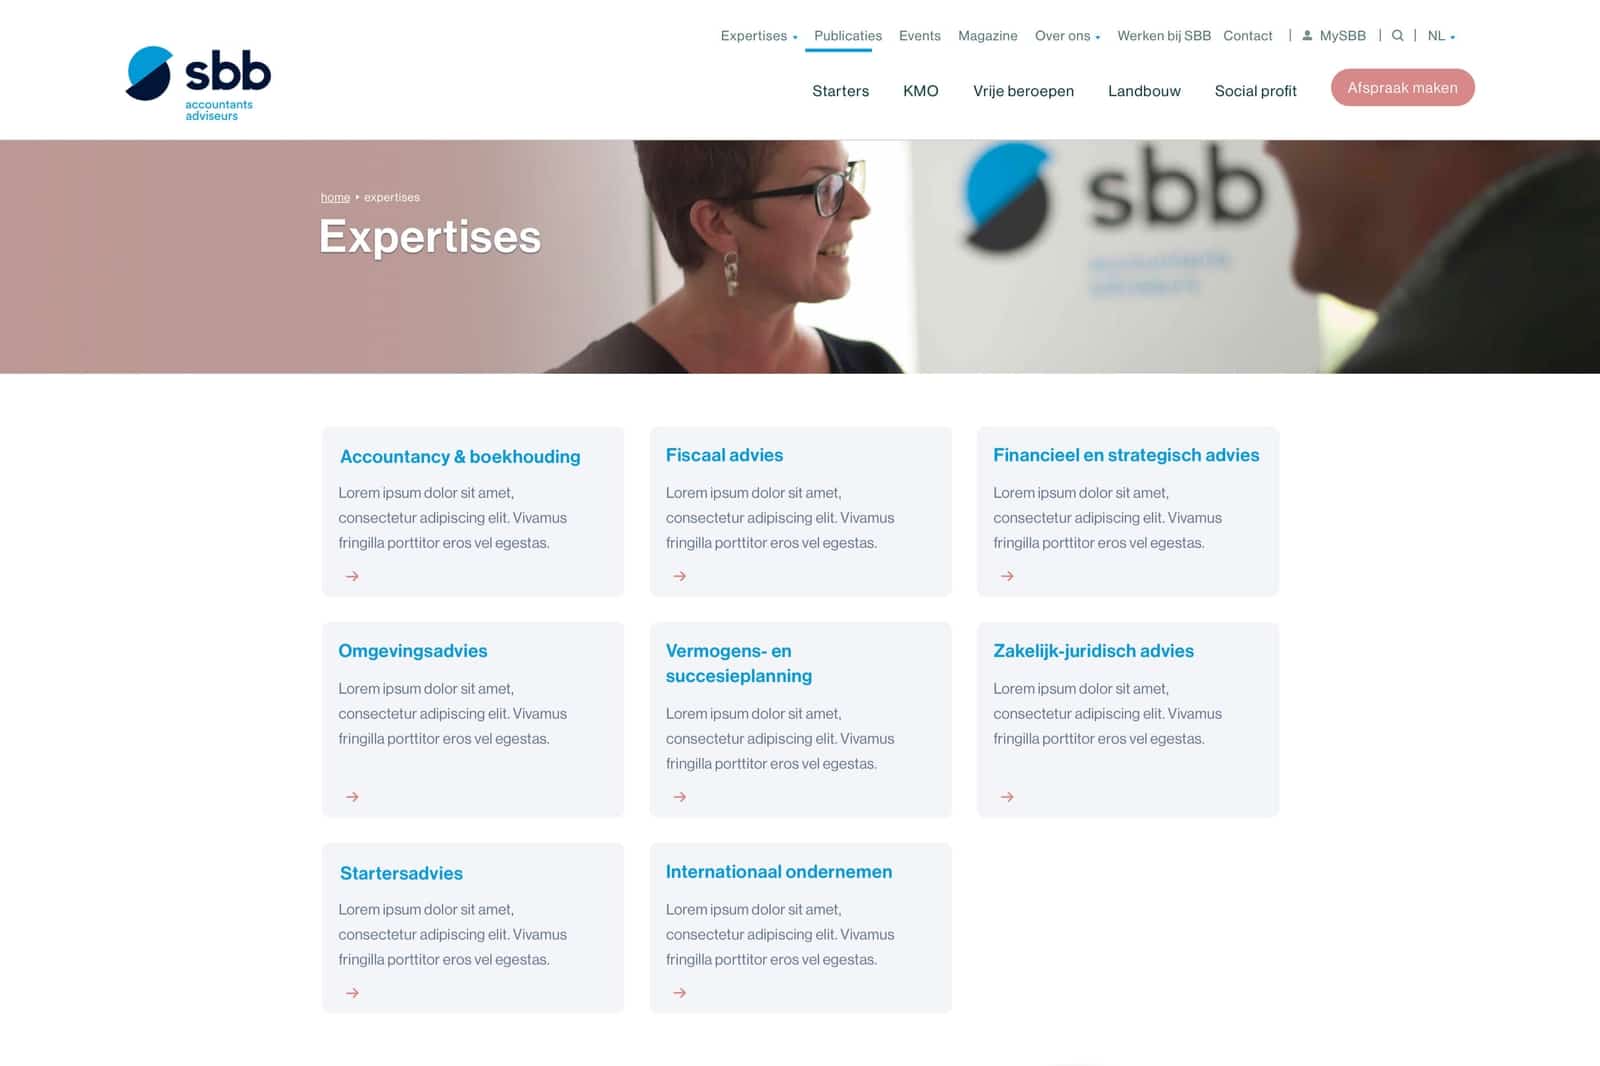 Expertises Publicaties Events Magazine Over ons Werken bij SBB Contact | MySBB | | NL
sbb
accountants
adviseurs
Starters KMO Vrije beroepen Landbouw Social profit Afspraak maken
home ‣ expertises
Expertises
sbb
Accountancy & boekhouding
Lorem ipsum dolor sit amet,
consectetur adipiscing elit. Vivamus
fringilla porttitor eros vel egestas.
→
Fiscaal advies
Lorem ipsum dolor sit amet,
consectetur adipiscing elit. Vivamus
fringilla porttitor eros vel egestas.
→
Financieel en strategisch advies
Lorem ipsum dolor sit amet,
consectetur adipiscing elit. Vivamus
fringilla porttitor eros vel egestas.
→
Omgevingsadvies
Lorem ipsum dolor sit amet,
consectetur adipiscing elit. Vivamus
fringilla porttitor eros vel egestas.
→
Vermogens- en
succesieplanning
Lorem ipsum dolor sit amet,
consectetur adipiscing elit. Vivamus
fringilla porttitor eros vel egestas.
→
Zakelijk-juridisch advies
Lorem ipsum dolor sit amet,
consectetur adipiscing elit. Vivamus
fringilla porttitor eros vel egestas.
→
Startersadvies
Lorem ipsum dolor sit amet,
consectetur adipiscing elit. Vivamus
fringilla porttitor eros vel egestas.
→
Internationaal ondernemen
Lorem ipsum dolor sit amet,
consectetur adipiscing elit. Vivamus
fringilla porttitor eros vel egestas.
→